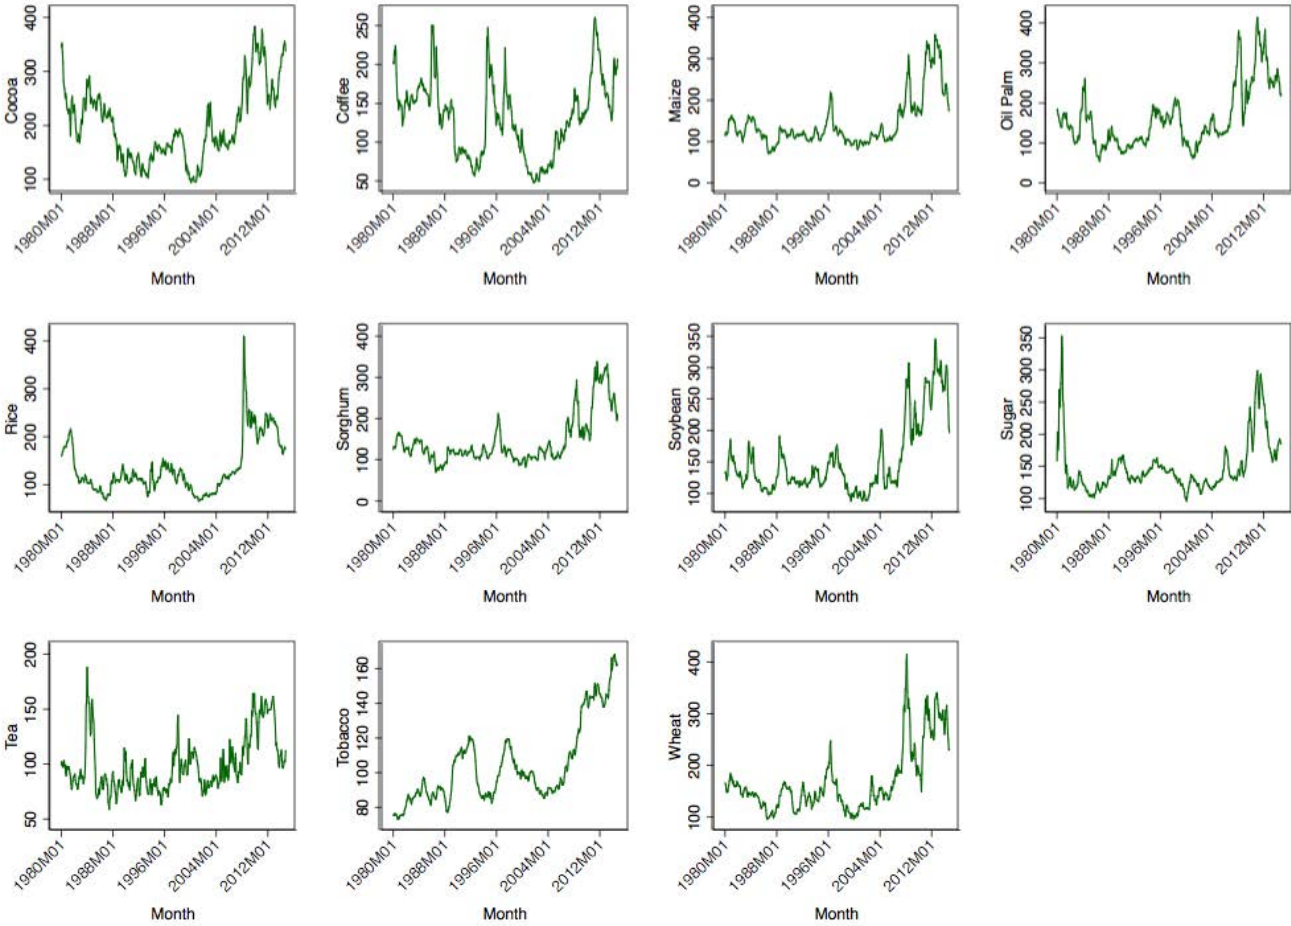 Cocoa
100 200 300 400
1980M01 1988M01 1996M01 2004M01 2012M01
Month
Coffee
50 100 150 200 250
1980M01 1988M01 1996M01 2004M01 2012M01
Month
Maize
0 100 200 300 400
1980M01 1988M01 1996M01 2004M01 2012M01
Month
Oil Palm
0 100 200 300 400
1980M01 1988M01 1996M01 2004M01 2012M01
Month
Rice
100 200 300 400
1980M01 1988M01 1996M01 2004M01 2012M01
Month
Sorghum
0 100 200 300 400
1980M01 1988M01 1996M01 2004M01 2012M01
Month
Soybean
100 150 200 250 300 350
1980M01 1988M01 1996M01 2004M01 2012M01
Month
Sugar
100 150 200 250 300 350
1980M01 1988M01 1996M01 2004M01 2012M01
Month
Tea
50 100 150 200
1980M01 1988M01 1996M01 2004M01 2012M01
Month
Tobacco
80 100 120 140 160
1980M01 1988M01 1996M01 2004M01 2012M01
Month
Wheat
100 200 300 400
1980M01 1988M01 1996M01 2004M01 2012M01
Month